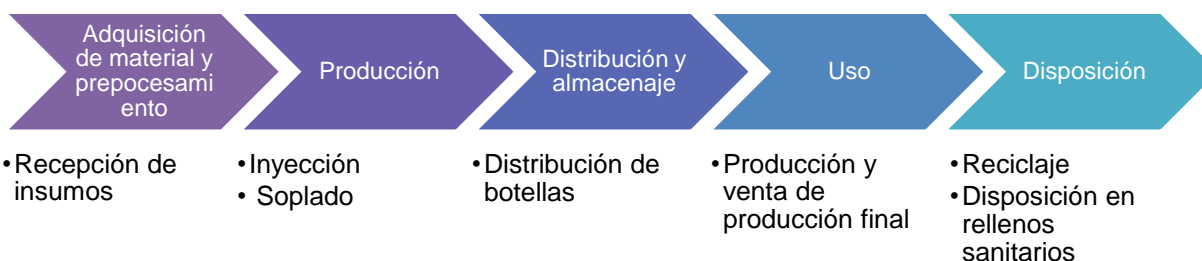 Adquisición
de material y
prepocesami
ento
Producción
Distribución y
almacenaje
Uso
Disposición
•Recepción de
insumos
•Inyección
• Soplado
•Distribución de
botellas
•Producción y
venta de
producción final
•Reciclaje
•Disposición en
rellenos
sanitarios